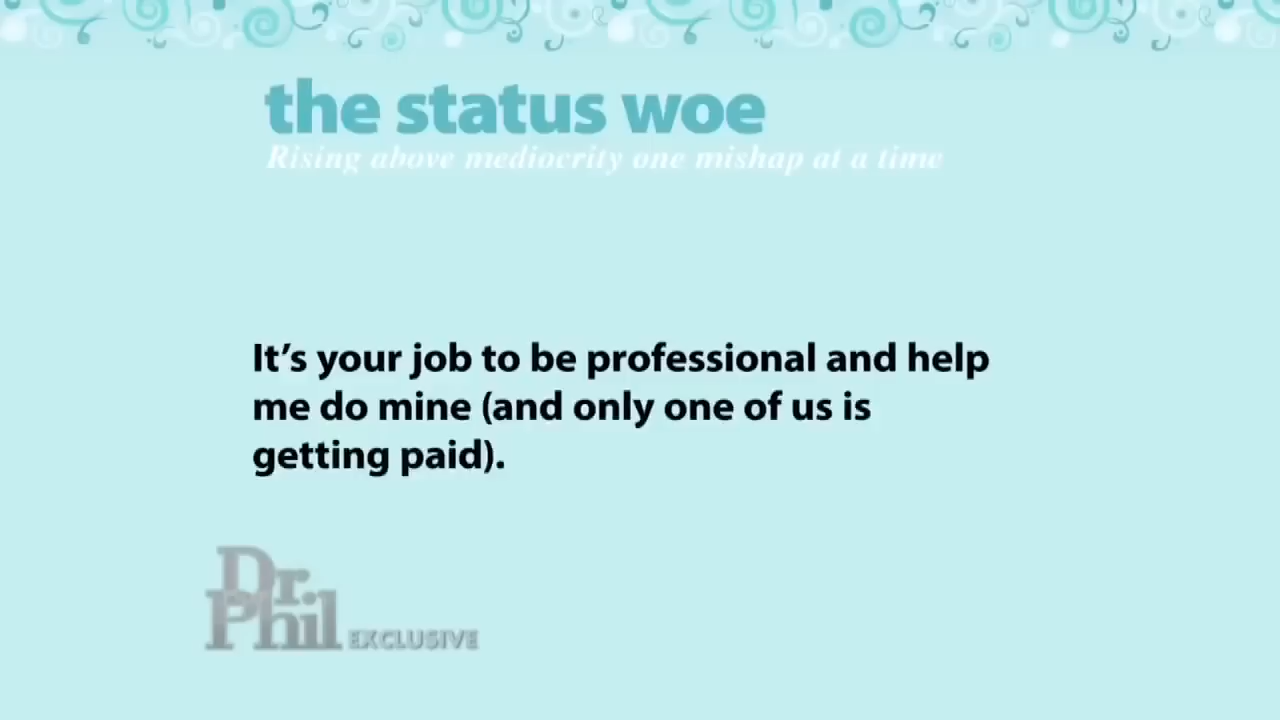 the status woe
Rising above mediocrity one mishap at a time
It’s your job to be professional and help
me do mine (and only one of us is
getting paid).
Dr.
Phil EXCLUSIVE